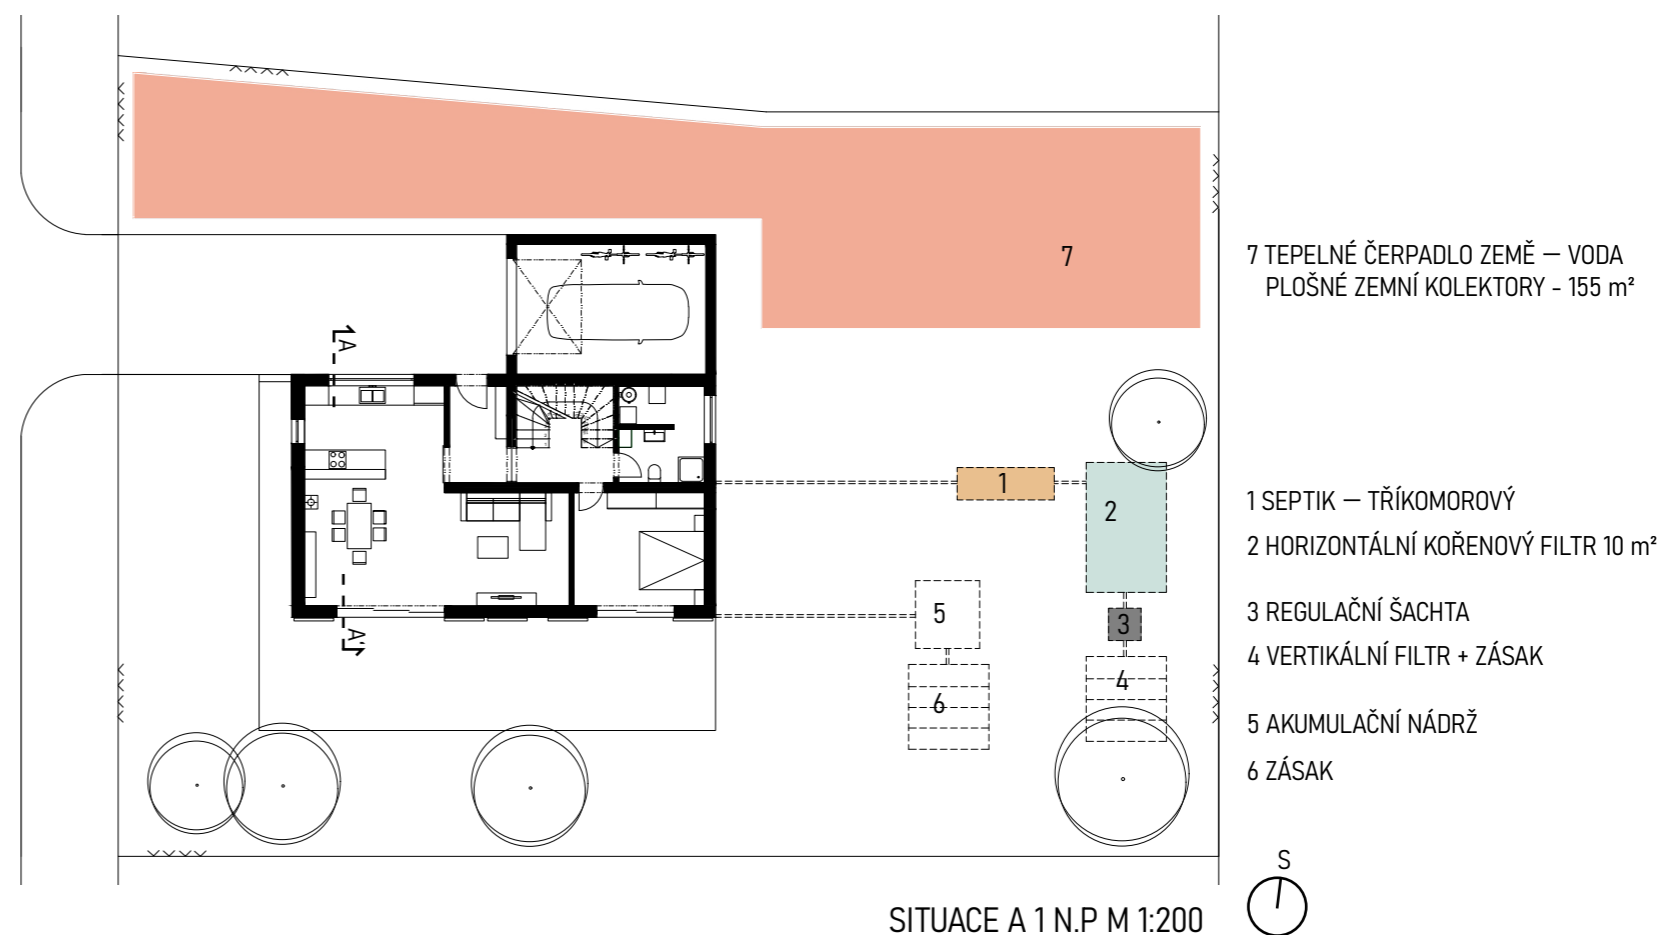 7
7 TEPELNÉ ČERPADLO ZEMĚ – VODA
PLOŠNÉ ZEMNÍ KOLEKTORY - 155 m²
A
1
2
1 SEPTIK – TŘÍKOMOROVÝ
2 HORIZONTÁLNÍ KOŘENOVÝ FILTR 10 m²
5
3
3 REGULAČNÍ ŠACHTA
A'
4
4 VERTIKÁLNÍ FILTR + ZÁSAK
6
5 AKUMULAČNÍ NÁDRŽ
6 ZÁSAK
S
SITUACE A 1 N.P M 1:200